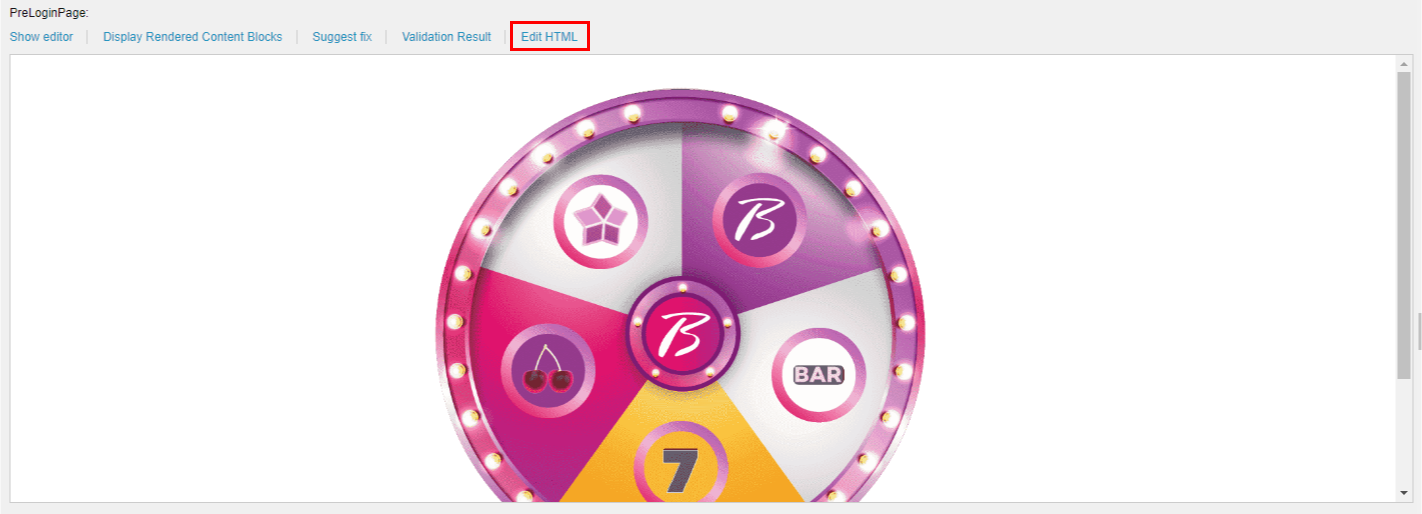 PreLoginPage:
Show editor | Display Rendered Content Blocks | Suggest fix | Validation Result | Edit HTML
B
B
BAR
7